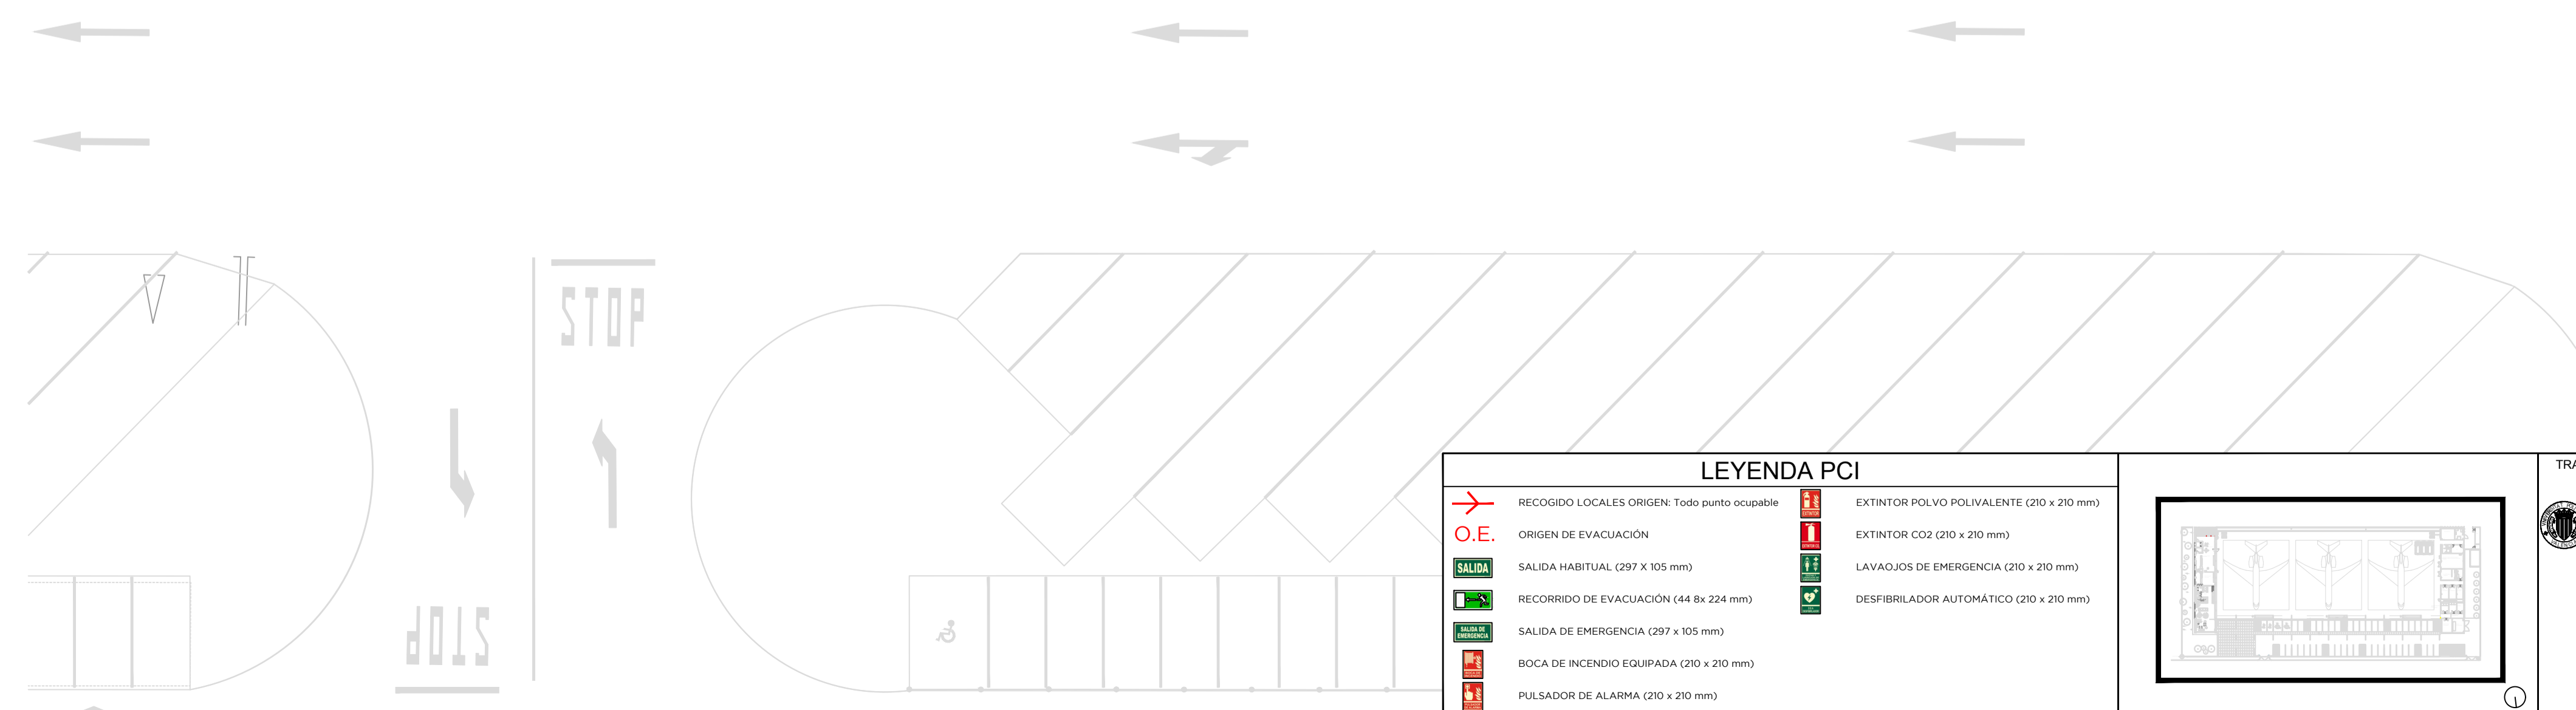 STOP
STOP
LEYENDA PCI
RECOGIDO LOCALES ORIGEN: Todo punto ocupable
EXTINTOR
EXTINTOR POLVO POLIVALENTE (210 x 210 mm)
O.E.
ORIGEN DE EVACUACIÓN
EXTINTOR CO2 (210 x 210 mm)
SALIDA
SALIDA HABITUAL (297 X 105 mm)
LAVAOJOS DE EMERGENCIA (210 x 210 mm)
RECORRIDO DE EVACUACIÓN (44 8x 224 mm)
DESFIBRILADOR AUTOMÁTICO (210 x 210 mm)
SALIDA DE
EMERGENCIA
SALIDA DE EMERGENCIA (297 x 105 mm)
BOCA DE INCENDIO EQUIPADA (210 x 210 mm)
PULSADOR DE ALARMA (210 x 210 mm)
TRA